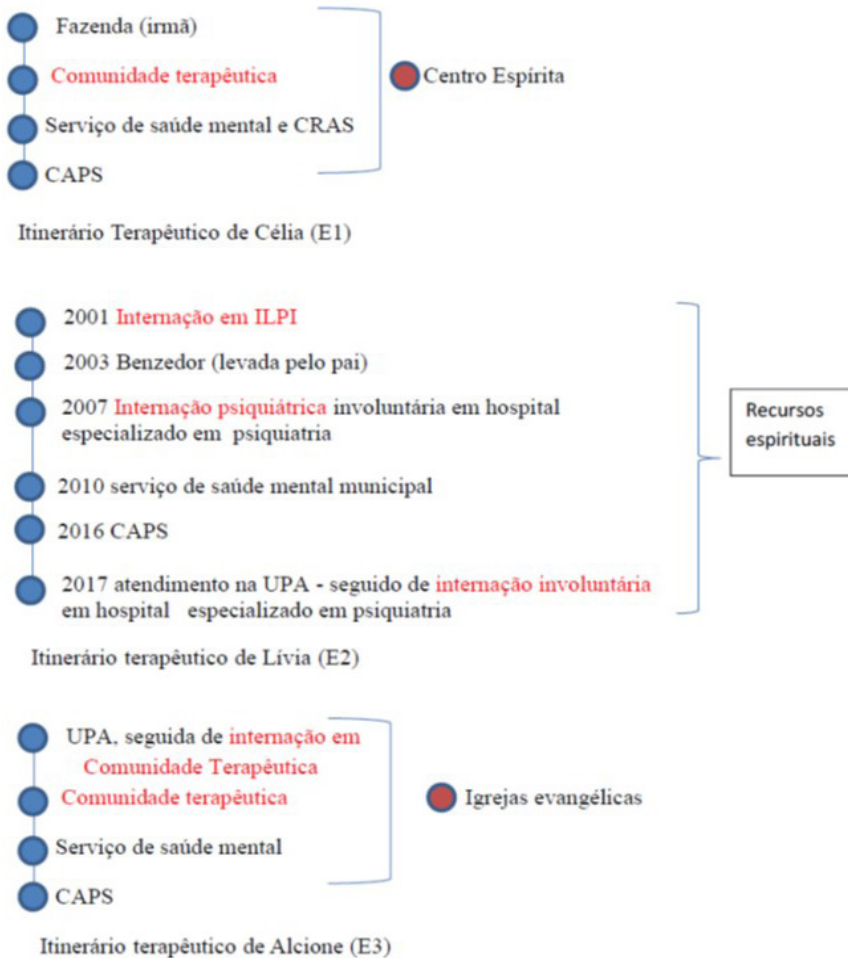 Fazenda (irmã)
Comunidade terapêutica
Centro Espírita
Serviço de saúde mental e CRAS
CAPS
Itinerário Terapêutico de Célia (E1)
2001 Internação em ILPI
2003 Benzedor (levada pelo pai)
2007 Internação psiquiátrica involuntária em hospital
especializado em psiquiatria
Recursos
espirituais
2010 serviço de saúde mental municipal
2016 CAPS
2017 atendimento na UPA - seguido de internação involuntária
em hospital especializado em psiquiatria
Itinerário terapêutico de Lívia (E2)
UPA, seguida de internação em
Comunidade Terapêutica
Comunidade terapêutica
Igrejas evangélicas
Serviço de saúde mental
CAPS
Itinerário terapêutico de Alcione (E3)